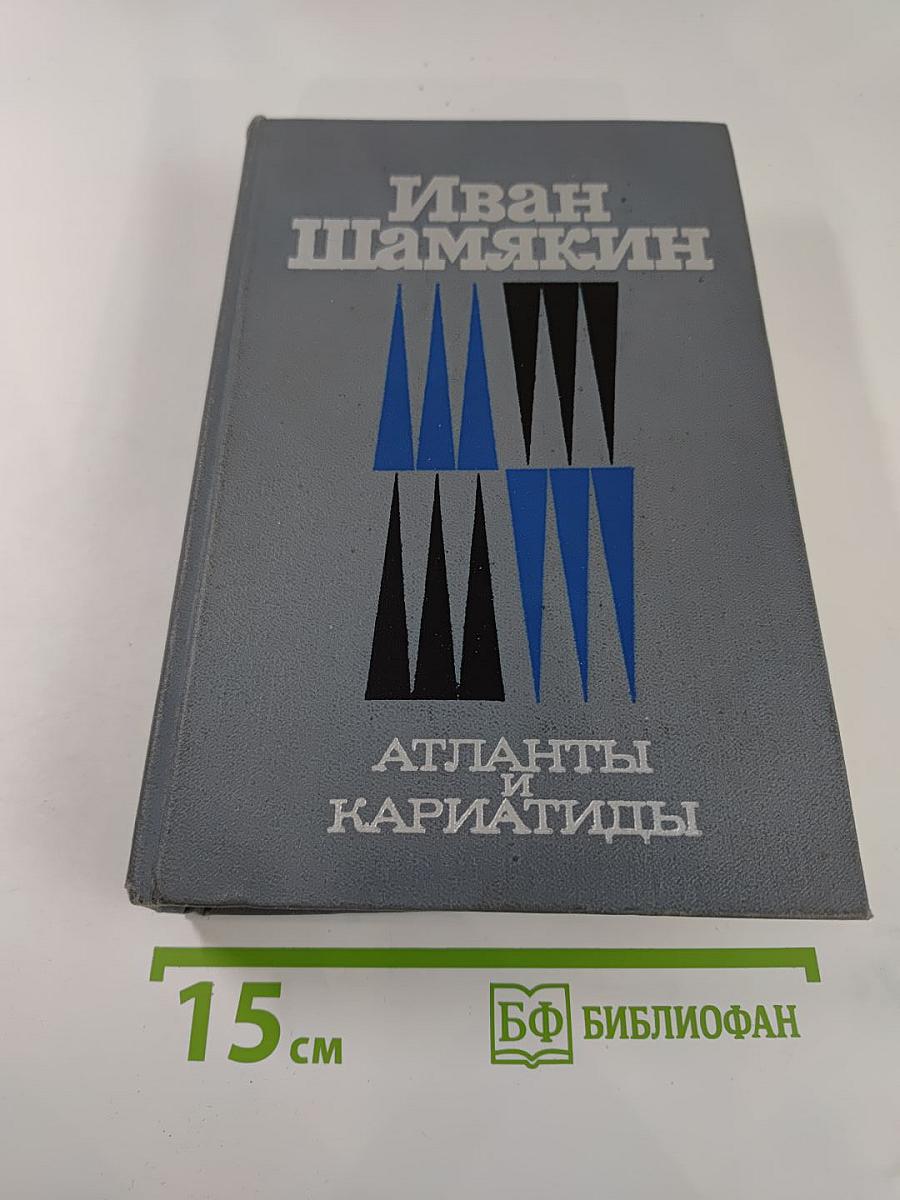 Иван
Шамякин
АТЛАНТЫ
И
КАРИАТИДЫ
15 см
БФ БИБЛИОФАН